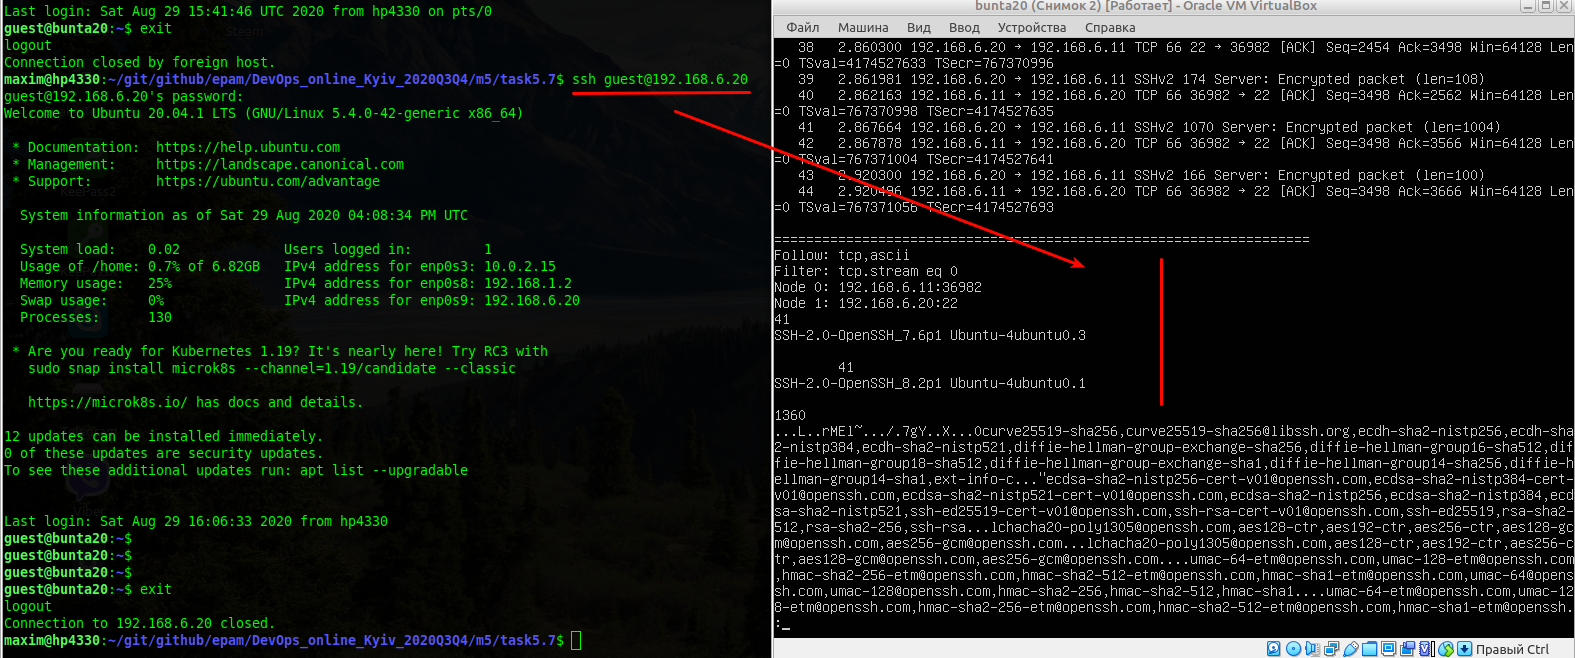 Last login: Sat Aug 29 15:41:46 UTC 2020 from hp4330 on pts/0
guest@bunta20:~$ exit
logout
Connection closed by foreign host.
maxim@hp4330:~/git/github/epam/DevOps_online_Kyiv_2020Q3Q4/m5/task5.7$ ssh guest@192.168.6.20
guest@192.168.6.20's password:
Welcome to Ubuntu 20.04.1 LTS (GNU/Linux 5.4.0-42-generic x86_64)
* Documentation:  https://help.ubuntu.com
* Management:     https://landscape.canonical.com
* Support:        https://ubuntu.com/advantage
System information as of Sat 29 Aug 2020 04:08:34 PM UTC
System load:    0.02             Users logged in:       1
Usage of /home: 0.7% of 6.82GB   IPv4 address for enp0s3: 10.0.2.15
Memory usage:   25%              IPv4 address for enp0s8: 192.168.1.2
Swap usage:     0%               IPv4 address for enp0s9: 192.168.6.20
Processes:      130
* Are you ready for Kubernetes 1.19? It's nearly here! Try RC3 with
sudo snap install microk8s --channel=1.19/candidate --classic
https://microk8s.io/ has docs and details.
12 updates can be installed immediately.
0 of these updates are security updates.
To see these additional updates run: apt list --upgradable
Last login: Sat Aug 29 16:06:33 2020 from hp4330
guest@bunta20:~$
guest@bunta20:~$
guest@bunta20:~$
guest@bunta20:~$ exit
logout
Connection to 192.168.6.20 closed.
maxim@hp4330:~/git/github/epam/DevOps_online_Kyiv_2020Q3Q4/m5/task5.7$
bunta20 (Снимок 2) [Работает] - Oracle VM VirtualBox
Файл Машина Вид Ввод Устройства Справка
38   2.860300 192.168.6.20 → 192.168.6.11 TCP 66 22 → 36982 [ACK] Seq=2454 Ack=3498 Win=64128 Len
=0 TSval=4174527633 TSecr=767370996
39   2.861981 192.168.6.20 → 192.168.6.11 SSHv2 174 Server: Encrypted packet (len=108)
40   2.862163 192.168.6.11 → 192.168.6.20 TCP 66 36982 → 22 [ACK] Seq=3498 Ack=2562 Win=64128 Len
=0 TSval=767370998 TSecr=4174527635
41   2.867664 192.168.6.20 → 192.168.6.11 SSHv2 1070 Server: Encrypted packet (len=1004)
42   2.867878 192.168.6.11 → 192.168.6.20 TCP 66 36982 → 22 [ACK] Seq=3498 Ack=3566 Win=64128 Len
=0 TSval=767371004 TSecr=4174527641
43   2.920300 192.168.6.20 → 192.168.6.11 SSHv2 166 Server: Encrypted packet (len=100)
44   2.920496 192.168.6.11 → 192.168.6.20 TCP 66 36982 → 22 [ACK] Seq=3498 Ack=3666 Win=64128 Len
=0 TSval=767371056 TSecr=4174527693
===================================================================
Follow: tcp,ascii
Filter: tcp.stream eq 0
Node 0: 192.168.6.11:36982
Node 1: 192.168.6.20:22
41
SSH-2.0-OpenSSH_7.6p1 Ubuntu-4ubuntu0.3
41
SSH-2.0-OpenSSH_8.2p1 Ubuntu-4ubuntu0.1
1360
...L..rMEl~.../.7gY..X...0curve25519-sha256,curve25519-sha256@libssh.org,ecdh-sha2-nistp256,ecdh-sha
2-nistp384,ecdh-sha2-nistp521,diffie-hellman-group-exchange-sha256,diffie-hellman-group16-sha512,dif
fie-hellman-group18-sha512,diffie-hellman-group-exchange-sha1,diffie-hellman-group14-sha256,diffie-h
ellman-group14-sha1,ext-info-c..."ecdsa-sha2-nistp256-cert-v01@openssh.com,ecdsa-sha2-nistp384-cert-
v01@openssh.com,ecdsa-sha2-nistp521-cert-v01@openssh.com,ecdsa-sha2-nistp256,ecdsa-sha2-nistp384,ecd
sa-sha2-nistp521,ssh-ed25519-cert-v01@openssh.com,ssh-rsa-cert-v01@openssh.com,ssh-ed25519,rsa-sha2-
512,rsa-sha2-256,ssh-rsa...lchacha20-poly1305@openssh.com,aes128-ctr,aes192-ctr,aes256-ctr,aes128-gc
m@openssh.com,aes256-gcm@openssh.com...lchacha20-poly1305@openssh.com,aes128-ctr,aes192-ctr,aes256-c
tr,aes128-gcm@openssh.com,aes256-gcm@openssh.com....umac-64-etm@openssh.com,umac-128-etm@openssh.com
,hmac-sha2-256-etm@openssh.com,hmac-sha2-512-etm@openssh.com,hmac-sha1-etm@openssh.com,umac-64@opens
sh.com,umac-128@openssh.com,hmac-sha2-256,hmac-sha2-512,hmac-sha1....umac-64-etm@openssh.com,umac-12
8-etm@openssh.com,hmac-sha2-256-etm@openssh.com,hmac-sha2-512-etm@openssh.com,hmac-sha1-etm@openssh.
:_
Правый Ctrl